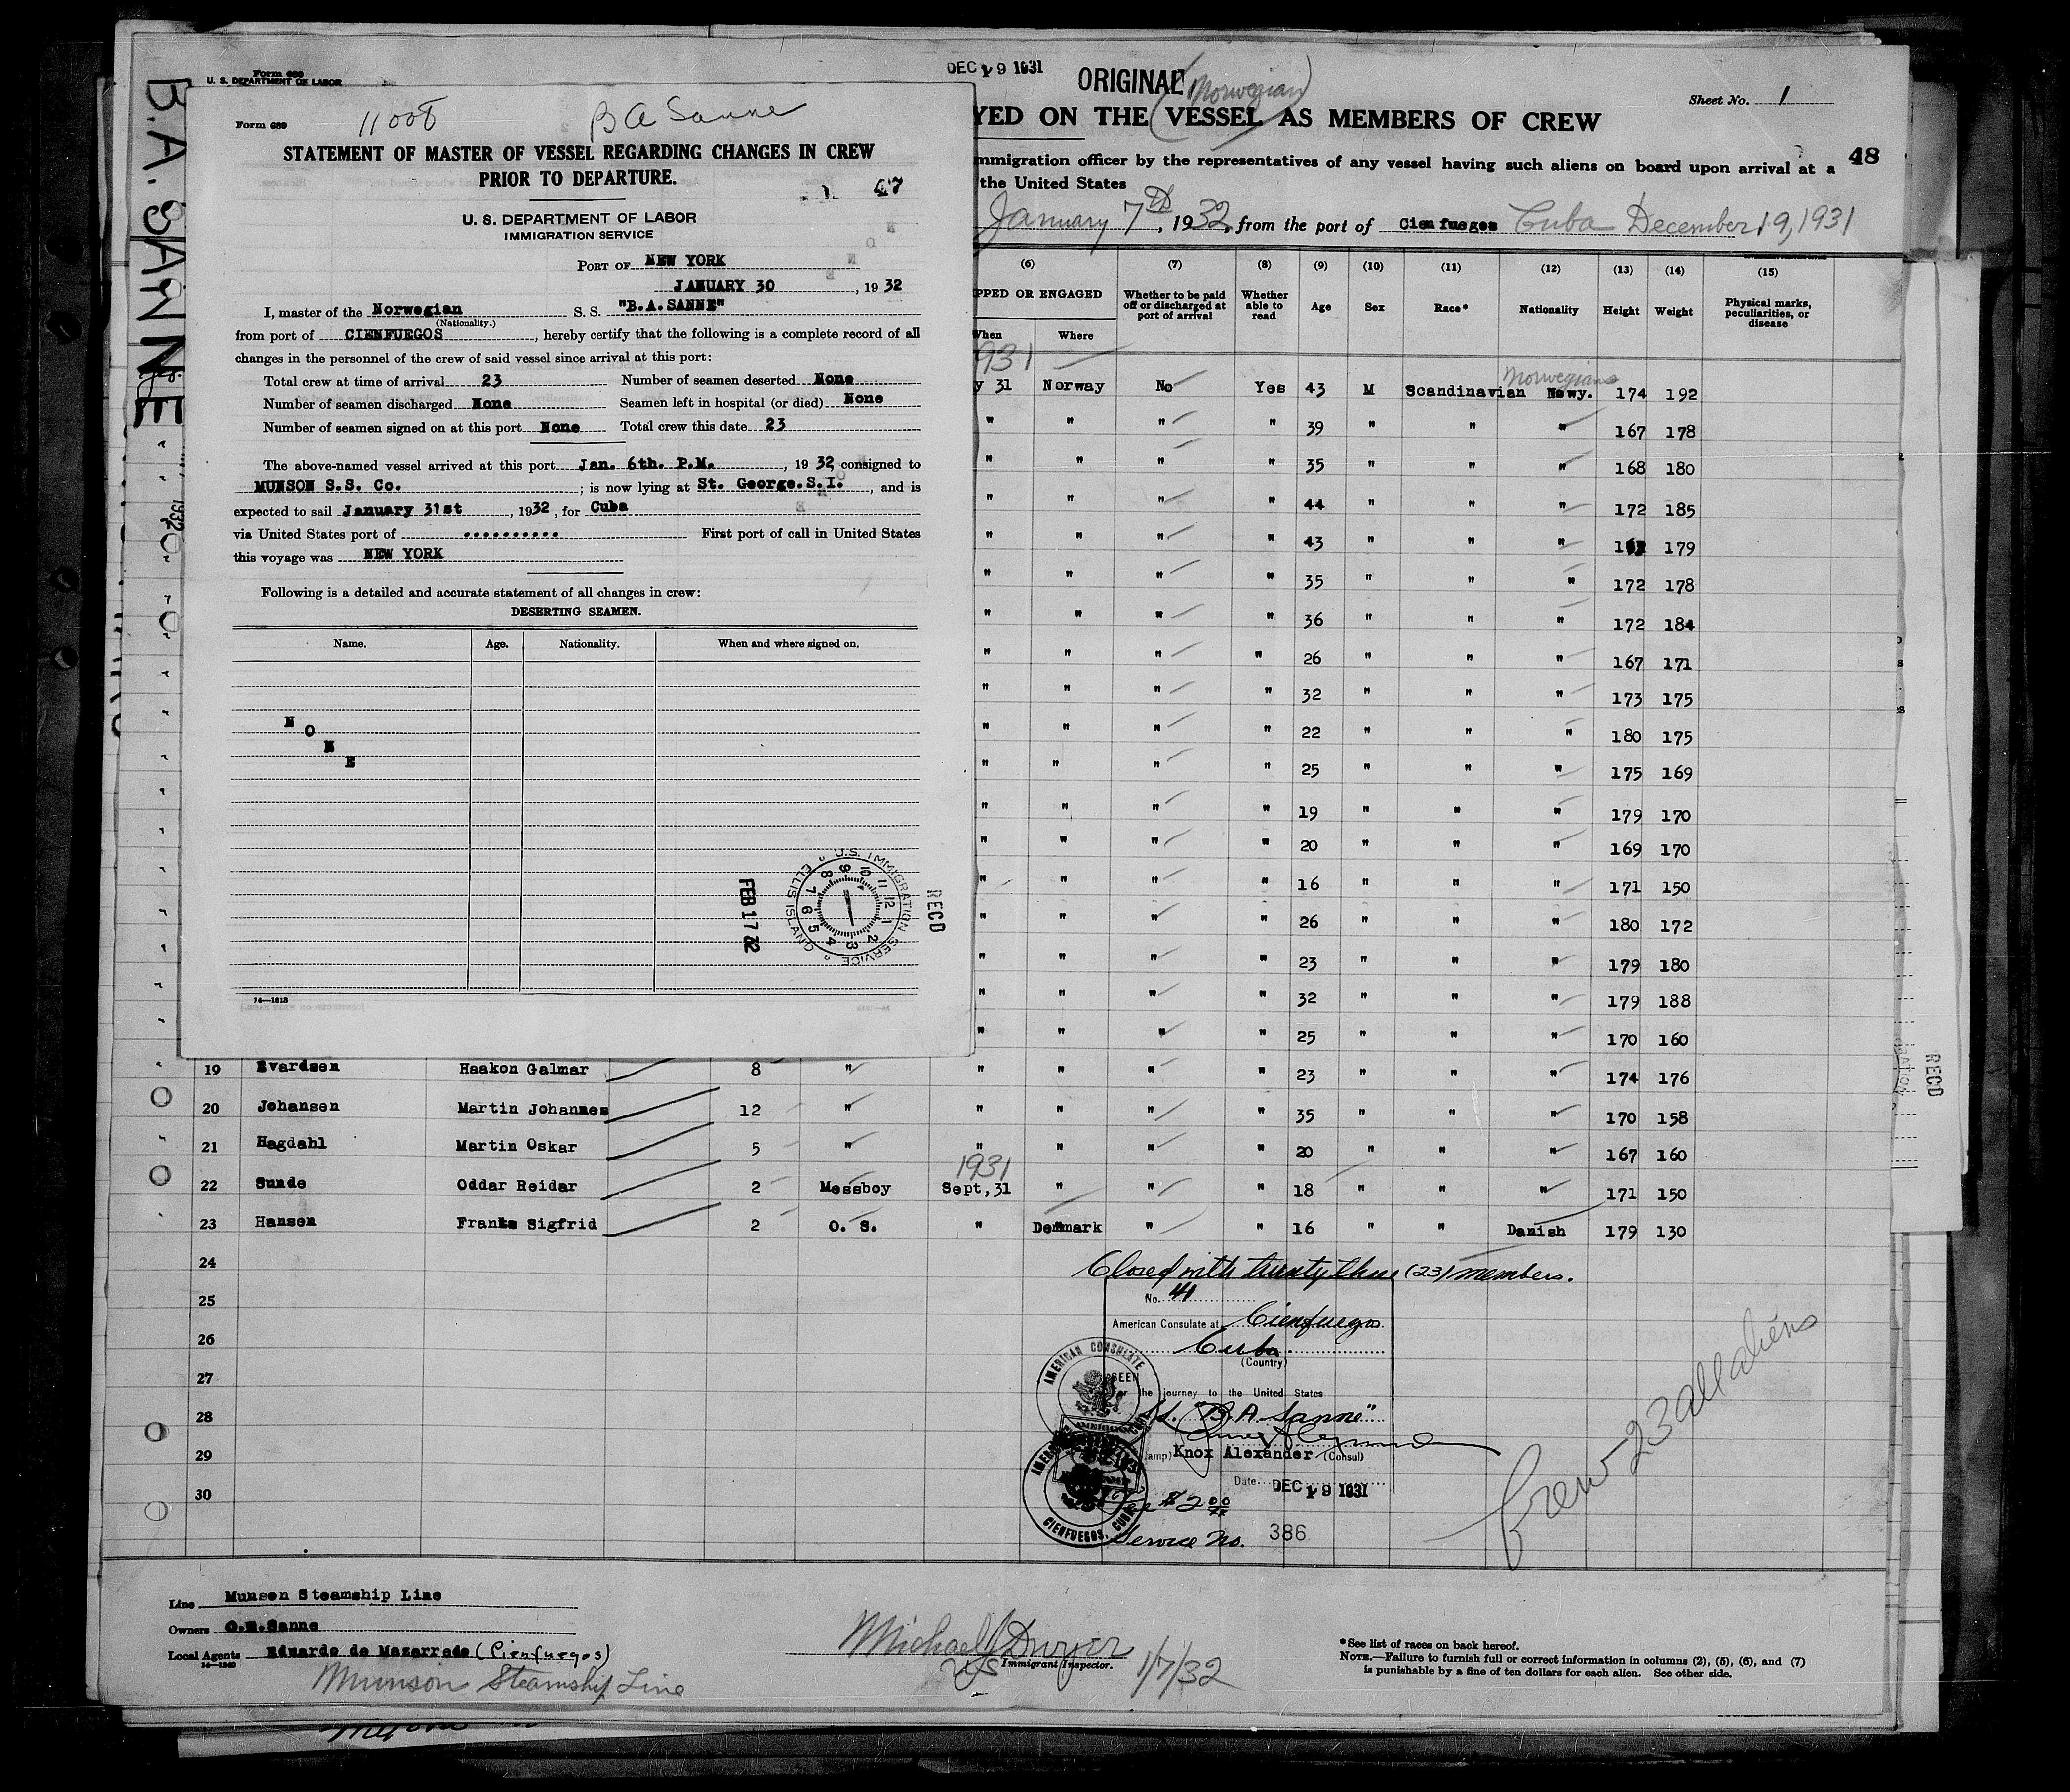 B.A. SANNE
1932
Form 689
U. S. DEPARTMENT OF LABOR
Form 689
11008
B A Sanne
STATEMENT OF MASTER OF VESSEL REGARDING CHANGES IN CREW
PRIOR TO DEPARTURE.
47
U. S. DEPARTMENT OF LABOR
IMMIGRATION SERVICE
PORT OF NEW YORK
JANUARY 30, 1932
I, master of the Norwegian S. S. "B.A.SANNE"
(Nationality.)
from port of CIENFUEGOS, hereby certify that the following is a complete record of all
changes in the personnel of the crew of said vessel since arrival at this port:
Total crew at time of arrival 23 Number of seamen deserted None
Number of seamen discharged None Seamen left in hospital (or died) None
Number of seamen signed on at this port None Total crew this date 23
The above-named vessel arrived at this port Jan. 6th. P.M., 1932, consigned to
MUNSON S.S. Co. ; is now lying at St. George.S.I. , and is
expected to sail January 31st, 1932, for Cuba
via United States port of .......... First port of call in United States
this voyage was NEW YORK
Following is a detailed and accurate statement of all changes in crew:
DESERTING SEAMEN.
Name. Age. Nationality. When and where signed on.
N
O
N
E
U.S. IMMIGRATION SERVICE
ELLIS ISLAND
RECD
FEB 17 32
14—1613
DEC 19 1931
ORIGINAL
(Norwegian)
Sheet No. 1
YED ON THE VESSEL AS MEMBERS OF CREW
48
mmigration officer by the representatives of any vessel having such aliens on board upon arrival at a
the United States
January 7th, 1932, from the port of Cienfuegos Cuba December 19, 1931
(6) (7) (8) (9) (10) (11) (12) (13) (14) (15)
PPED OR ENGAGED
When Where
Whether to be paid
off or discharged at
port of arrival
Whether
able to
read
Age Sex Race* Nationality Height Weight
Physical marks,
peculiarities, or
disease
931
Norwegians
y 31 Norway No Yes 43 M Scandinavian Nowy. 174 192
" " " " 39 " " " 167 178
" " " " 35 " " " 168 180
" " " " 44 " " " 172 185
" " " " 43 " " " 179
" " " " 35 " " " 172 178
" " " " 36 " " " 172 184
" " " " 26 " " " 167 171
" " " " 32 " " " 173 175
" " " " 22 " " " 180 175
" " " " 25 " " " 175 169
" " " " 19 " " " 179 170
" " " " 20 " " " 169 170
" " " " 16 " " " 171 150
" " " " 26 " " " 180 172
" " " " 23 " " " 179 180
" " " " 32 " " " 179 188
" " " " 25 " " " 170 160
19 Evardsen Haakon Galmar 8 " " " " " 23 " " " 174 176
20 Johansen Martin Johannes 12 " " " " " 35 " " " 170 158
21 Hagdahl Martin Oskar 5 " " " " " 20 " " " 167 160
1931
22 Sunde Oddar Reidar 2 Messboy Sept,31 " " " 18 " " " 171 150
23 Hansen Franks Sigfrid 2 O. S. " Denmark " " 16 " " Danish 179 130
24
25
26
27
28
29
30
Closed with twenty three (23) members.
No. 41
American Consulate at Cienfuegos
Cuba
(Country)
SEEN
For the journey to the United States
"B. A. Sanne"
Knox Alexander (Consul)
Date DEC 19 1931
Fee $2.00
Service No. 386
AMERICAN CONSULATE
CIENFUEGOS, CUBA
Crew 23 all aliens
RECD
Line Munson Steamship Line
Owners O.B.Sanne
Local Agents Eduardo de Mazarredo (Cienfuegos)
14—1240
Munson Steamship Line
Michael J Dwyer
US Immigrant Inspector. 1/7/32
*See list of races on back hereof.
NOTE.—Failure to furnish full or correct information in columns (2), (5), (6), and (7)
is punishable by a fine of ten dollars for each alien. See other side.